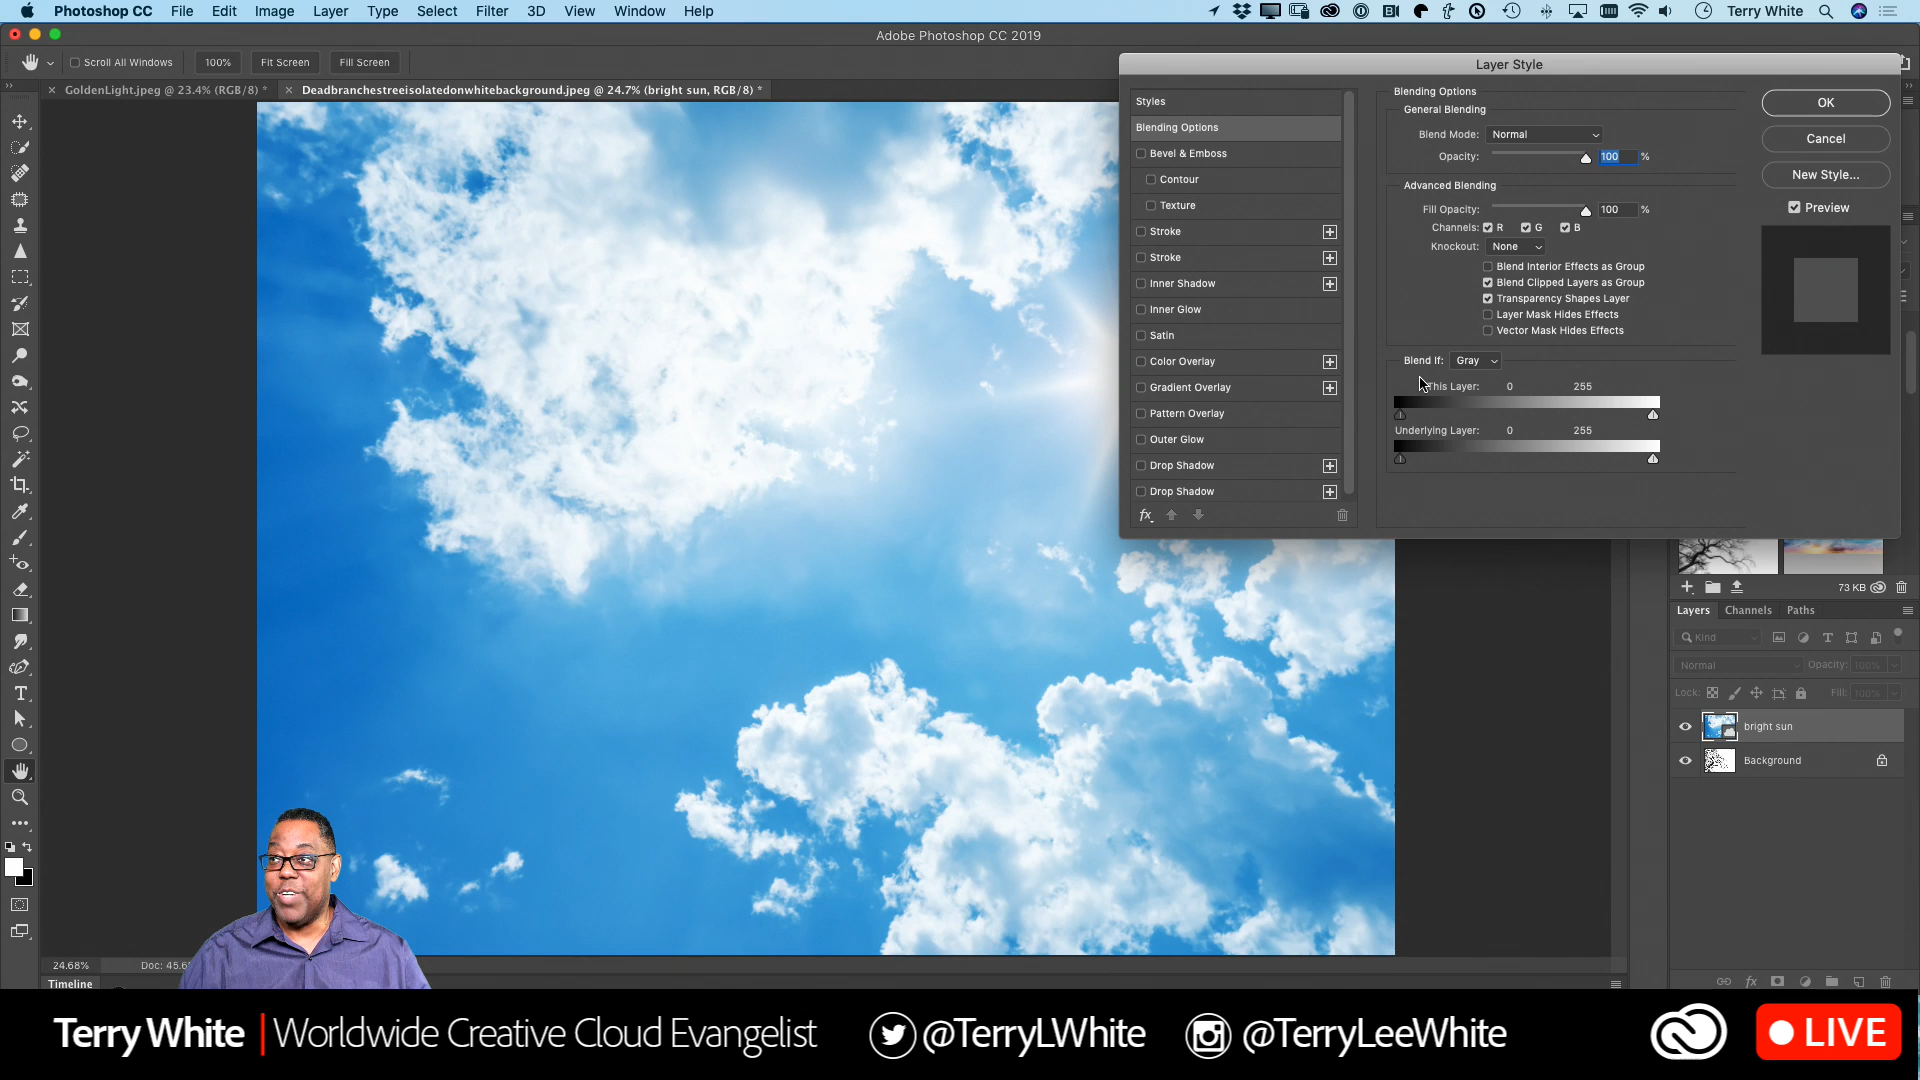 Photoshop CC File Edit Image Layer Type Select Filter 3D View Window Help Terry White
Adobe Photoshop CC 2019
Scroll All Windows 100% Fit Screen Fill Screen
GoldenLight.jpeg @ 23.4% (RGB/8) * Deadbranchestreeisolatedonwhitebackground.jpeg @ 24.7% (bright sun, RGB/8) *
Layer Style
Styles
Blending Options
Bevel & Emboss
Contour
Texture
Stroke
Stroke
Inner Shadow
Inner Glow
Satin
Color Overlay
Gradient Overlay
Pattern Overlay
Outer Glow
Drop Shadow
Drop Shadow
fx
Blending Options
General Blending
Blend Mode: Normal
Opacity: 100 %
Advanced Blending
Fill Opacity: 100 %
Channels: R G B
Knockout: None
Blend Interior Effects as Group
Blend Clipped Layers as Group
Transparency Shapes Layer
Layer Mask Hides Effects
Vector Mask Hides Effects
Blend If: Gray
This Layer: 0 255
Underlying Layer: 0 255
OK
Cancel
New Style...
Preview
73 KB
Layers Channels Paths
Kind
Normal Opacity: 100%
Lock: Fill: 100%
bright sun
Background
fx
24.68% Doc: 45.6
Timeline
Terry White | Worldwide Creative Cloud Evangelist @TerryLWhite @TerryLeeWhite LIVE